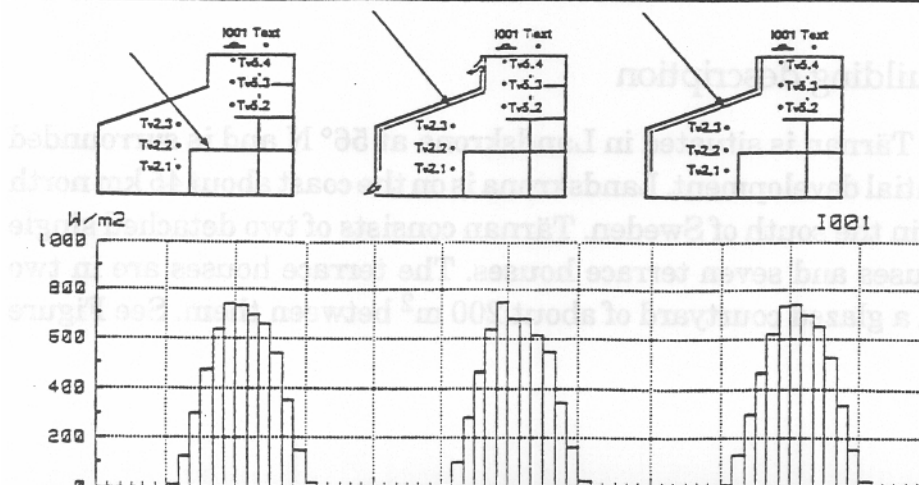 I001 Text
Tv5.4
Tv5.3
Tv5.2
Tv2.3
Tv2.2
Tv2.1
I001 Text
Tv5.4
Tv5.3
Tv5.2
Tv2.3
Tv2.2
Tv2.1
I001 Text
Tv5.4
Tv5.3
Tv5.2
Tv2.3
Tv2.2
Tv2.1
uilding description
Tärnan is situated in Landskrona at 56° N and is surrounded
tial development. Landskrona is on the coast about 45 km north
in the south of Sweden. Tärnan consists of two detached single
uses and seven terrace houses. The terrace houses are in two
a glazed courtyard of about 200 m² between them. See Figure
W/m2
I001
1000
800
600
400
200
0